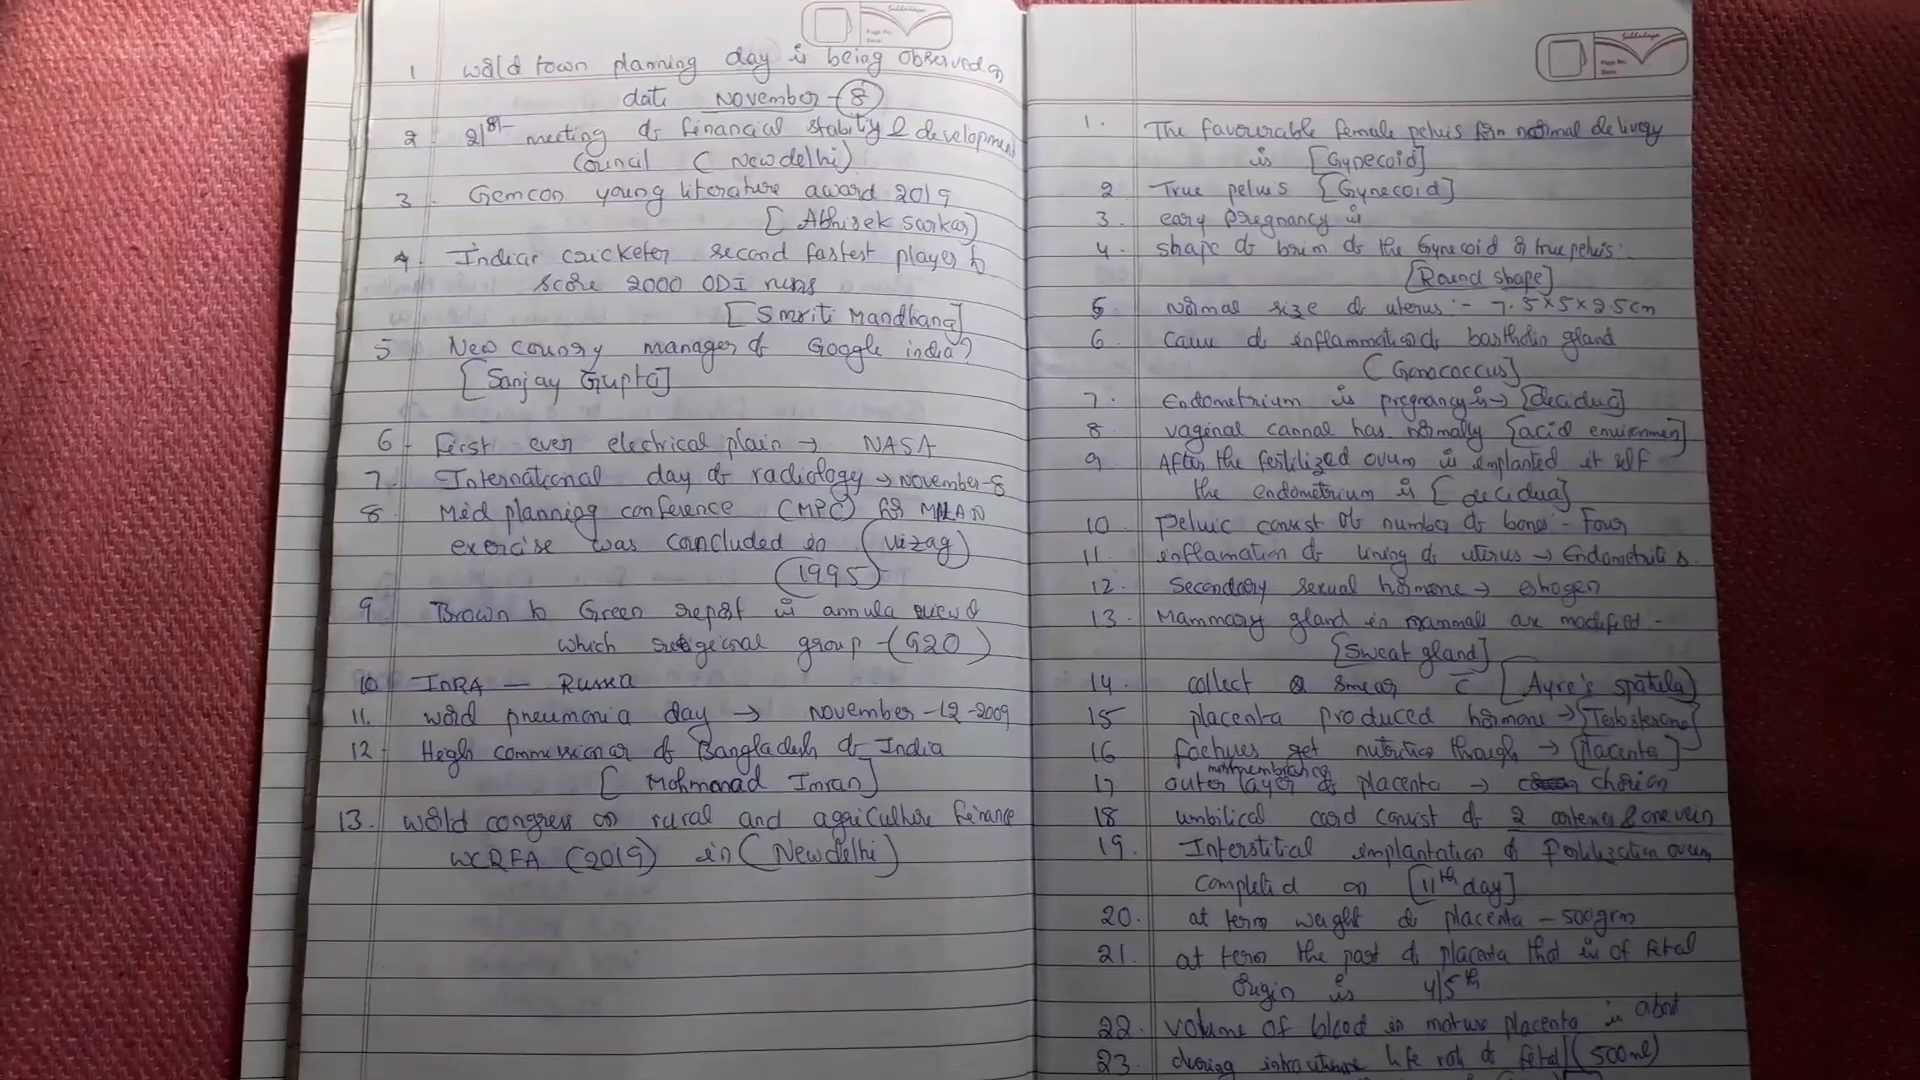 1 world town planning day is being observed on
date November - 8
2 21st meeting of financial stability & development
Council (New delhi)
3 Gemcon young literature award 2019
[Abhisek Sarkar]
4 Indian cricketer second fastest player to
score 2000 ODI runs
[Smriti Mandhana]
5 New counry manager of Goggle india?
[Sanjay Gupta]
6 First ever electrical plain → NASA
7 International day of radiology → November-8
8 Mid planning conference (MPC) for MILAN
exercise was concluded in (vizag)
(1995)
9 Brown to Green report is annula review of
which regional group - (G20)
10 InRA — Russia
11. world pneumonia day → november -12-2009
12 High commissionar of Bangladesh of India
[Mohmonad Imran]
13. world congress on rural and agriculture finance
WCRFA (2019) in (New delhi)
1. The favourable female pelvis for normal delivery
is [Gynecoid]
2 True pelvis [Gynecoid]
3. eary pregnancy is
4. shape of brim of the Gynecoid & true pelvis:
[Round shape]
5 normal size of uterus :- 7.5×5×2.5cm
6. Cause of inflammation of bartholin gland
(Gonococcus]
7. Endometrium is pregnancy is → [decidua]
8 vaginal cannal has normally [acid enviornmen]
9 After the fertilized ovum is implanted it self
the endometrium is [decidua]
10 pelvic consist of number of bones :- Four
11. inflamation of lining of uterus → Endometritis.
12. Secondary sexual hormone → estrogen
13. Mammary gland in mammals are modified -
[Sweat gland]
14. collect a smear c̄ [Ayre's spatula)
15 placenta produced hormone → [Testosterone]
16 foetues get nutrition through → [Placenta]
17 outer layer of placenta → chorion
18 umbilical cord consist of 2 arteries & one vein
19. Interstitial implantation of fertilization ovum
completed on [11th day]
20. at term weight of placenta - 500grm
21. at term the part of placenta that is of fetal
origin is 4/5th
22. volume of blood in mature placenta is about
23. during intrauterine life rate of fetal (500ml)